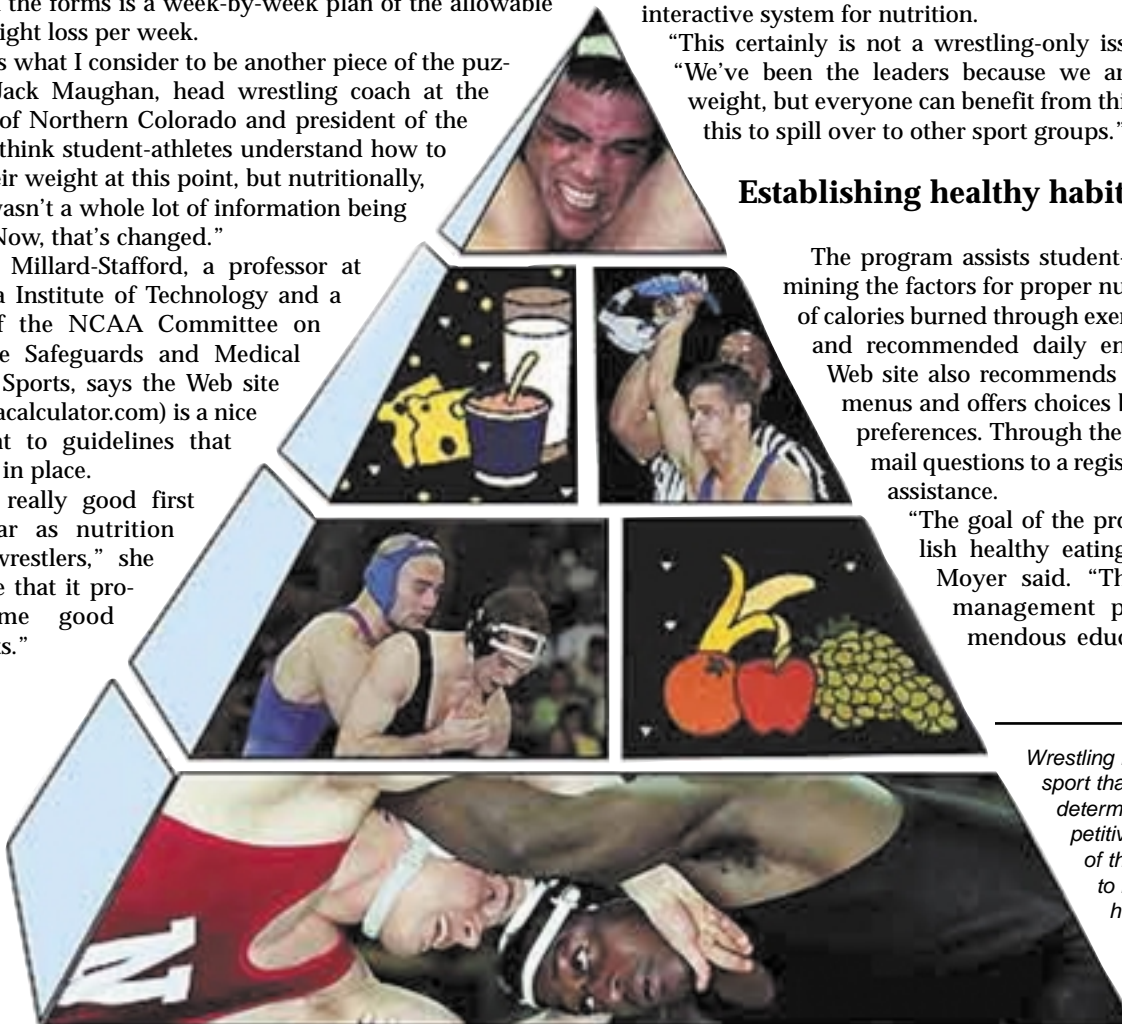 the forms is a week-by-week plan of the allowable
ight loss per week.
s what I consider to be another piece of the puz-
Jack Maughan, head wrestling coach at the
of Northern Colorado and president of the
think student-athletes understand how to
eir weight at this point, but nutritionally,
wasn’t a whole lot of information being
Now, that’s changed.”
Millard-Stafford, a professor at
a Institute of Technology and a
f the NCAA Committee on
e Safeguards and Medical
Sports, says the Web site
acalculator.com) is a nice
nt to guidelines that
in place.
really good first
ar as nutrition
wrestlers,” she
e that it pro-
me good
s.”
interactive system for nutrition.
“This certainly is not a wrestling-only iss
“We’ve been the leaders because we ar
weight, but everyone can benefit from thi
this to spill over to other sport groups.”
Establishing healthy habit
The program assists student-
mining the factors for proper nu
of calories burned through exer
and recommended daily en
Web site also recommends
menus and offers choices b
preferences. Through the
mail questions to a regis
assistance.
“The goal of the pro
lish healthy eating
Moyer said. “Th
management p
mendous educ
Wrestling
sport tha
determ
petitiv
of th
to
h
N